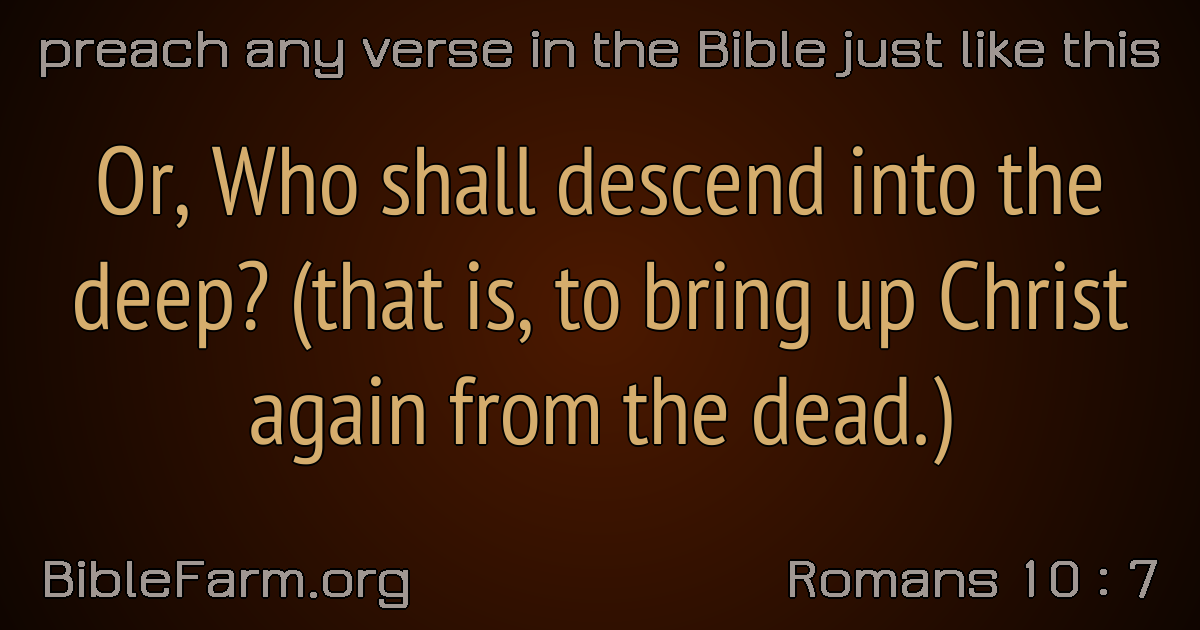 preach any verse in the Bible just like this
Or, Who shall descend into the
deep? (that is, to bring up Christ
again from the dead.)
BibleFarm.org
Romans 10 : 7